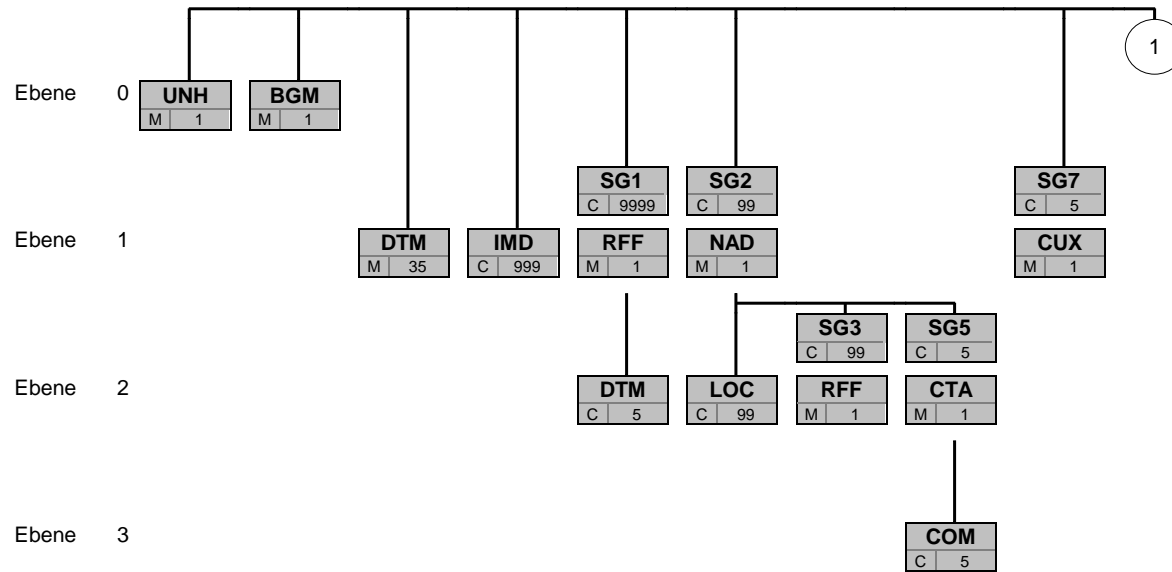 1
Ebene 0 UNH BGM
M 1 M 1
SG1 SG2 SG7
C 9999 C 99 C 5
Ebene 1 DTM IMD RFF NAD CUX
M 35 C 999 M 1 M 1 M 1
SG3 SG5
C 99 C 5
Ebene 2 DTM LOC RFF CTA
C 5 C 99 M 1 M 1
Ebene 3 COM
C 5